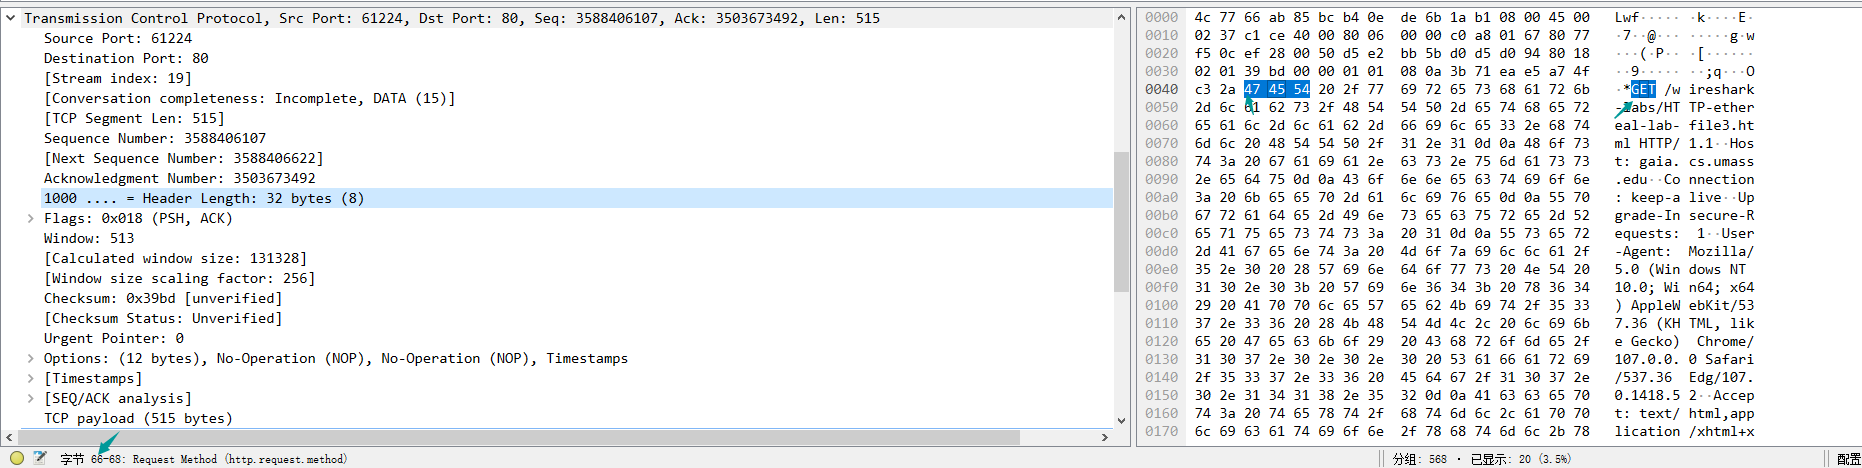 Transmission Control Protocol, Src Port: 61224, Dst Port: 80, Seq: 3588406107, Ack: 3503673492, Len: 515
Source Port: 61224
Destination Port: 80
[Stream index: 19]
[Conversation completeness: Incomplete, DATA (15)]
[TCP Segment Len: 515]
Sequence Number: 3588406107
[Next Sequence Number: 3588406622]
Acknowledgment Number: 3503673492
1000 .... = Header Length: 32 bytes (8)
Flags: 0x018 (PSH, ACK)
Window: 513
[Calculated window size: 131328]
[Window size scaling factor: 256]
Checksum: 0x39bd [unverified]
[Checksum Status: Unverified]
Urgent Pointer: 0
Options: (12 bytes), No-Operation (NOP), No-Operation (NOP), Timestamps
[Timestamps]
[SEQ/ACK analysis]
TCP payload (515 bytes)
0000 4c 77 66 ab 85 bc b4 0e de 6b 1a b1 08 00 45 00 Lwf····· ·k····E·
0010 02 37 c1 ce 40 00 80 06 00 00 c0 a8 01 67 80 77 ·7··@··· ·····g·w
0020 f5 0c ef 28 00 50 d5 e2 bb 5b d0 d5 d0 94 80 18 ···(·P·· ·[······
0030 02 01 39 bd 00 00 01 01 08 0a 3b 71 ea e5 a7 4f ··9····· ··;q···O
0040 c3 2a 47 45 54 20 2f 77 69 72 65 73 68 61 72 6b ·*GET /w ireshark
0050 2d 6c 61 62 73 2f 48 54 54 50 2d 65 74 68 65 72 -labs/HT TP-ether
0060 65 61 6c 2d 6c 61 62 2d 66 69 6c 65 33 2e 68 74 eal-lab- file3.ht
0070 6d 6c 20 48 54 54 50 2f 31 2e 31 0d 0a 48 6f 73 ml HTTP/ 1.1··Hos
0080 74 3a 20 67 61 69 61 2e 63 73 2e 75 6d 61 73 73 t: gaia. cs.umass
0090 2e 65 64 75 0d 0a 43 6f 6e 6e 65 63 74 69 6f 6e .edu··Co nnection
00a0 3a 20 6b 65 65 70 2d 61 6c 69 76 65 0d 0a 55 70 : keep-a live··Up
00b0 67 72 61 64 65 2d 49 6e 73 65 63 75 72 65 2d 52 grade-In secure-R
00c0 65 71 75 65 73 74 73 3a 20 31 0d 0a 55 73 65 72 equests: 1··User
00d0 2d 41 67 65 6e 74 3a 20 4d 6f 7a 69 6c 6c 61 2f -Agent: Mozilla/
00e0 35 2e 30 20 28 57 69 6e 64 6f 77 73 20 4e 54 20 5.0 (Win dows NT
00f0 31 30 2e 30 3b 20 57 69 6e 36 34 3b 20 78 36 34 10.0; Wi n64; x64
0100 29 20 41 70 70 6c 65 57 65 62 4b 69 74 2f 35 33 ) AppleW ebKit/53
0110 37 2e 33 36 20 28 4b 48 54 4d 4c 2c 20 6c 69 6b 7.36 (KH TML, lik
0120 65 20 47 65 63 6b 6f 29 20 43 68 72 6f 6d 65 2f e Gecko) Chrome/
0130 31 30 37 2e 30 2e 30 2e 30 20 53 61 66 61 72 69 107.0.0. 0 Safari
0140 2f 35 33 37 2e 33 36 20 45 64 67 2f 31 30 37 2e /537.36 Edg/107.
0150 30 2e 31 34 31 38 2e 35 32 0d 0a 41 63 63 65 70 0.1418.5 2··Accep
0160 74 3a 20 74 65 78 74 2f 68 74 6d 6c 2c 61 70 70 t: text/ html,app
0170 6c 69 63 61 74 69 6f 6e 2f 78 68 74 6d 6c 2b 78 lication /xhtml+x
字节 66-68: Request Method (http.request.method)
分组: 568 · 已显示: 20 (3.5%)
配置